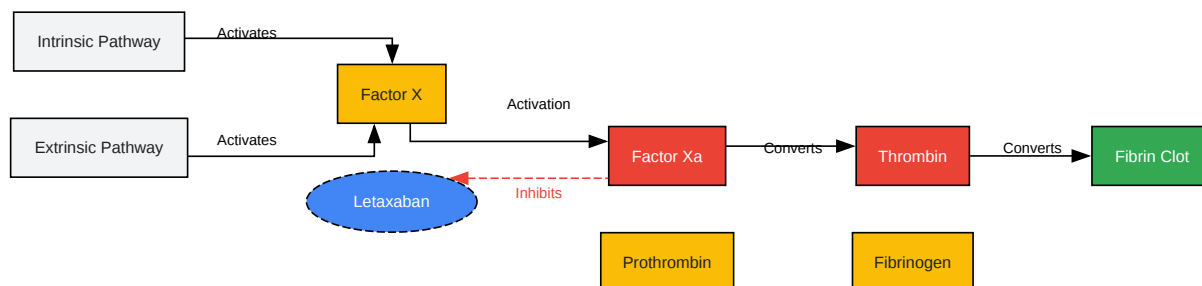 Intrinsic Pathway
Activates
Factor X
Activation
Extrinsic Pathway
Activates
Letaxaban
Inhibits
Factor Xa
Converts
Thrombin
Converts
Fibrin Clot
Prothrombin
Fibrinogen